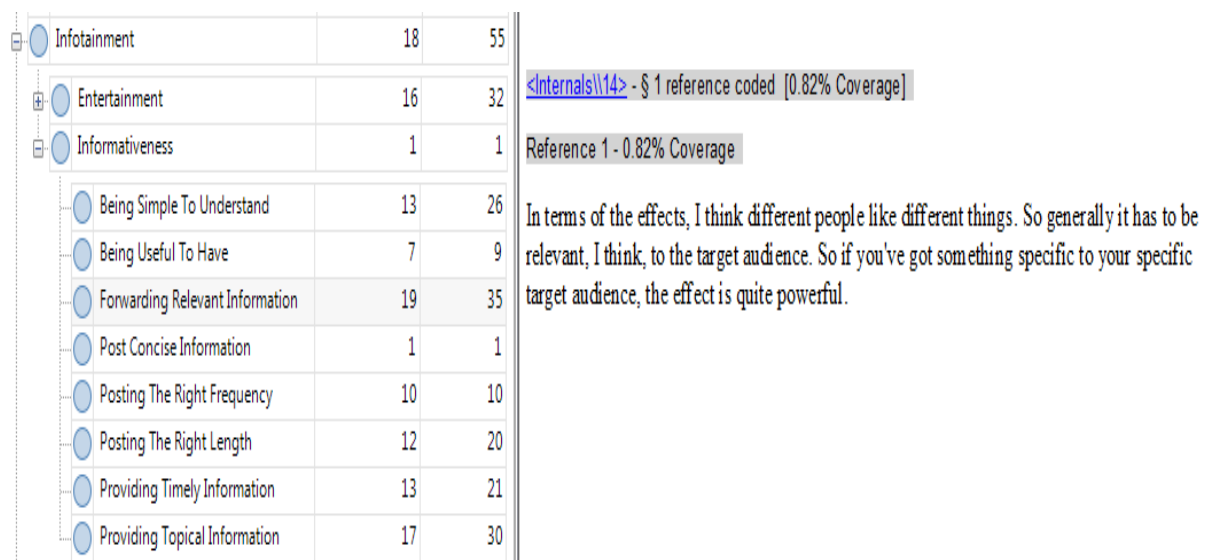 Infotainment 18 55
Entertainment 16 32
Informativeness 1 1
Being Simple To Understand 13 26
Being Useful To Have 7 9
Forwarding Relevant Information 19 35
Post Concise Information 1 1
Posting The Right Frequency 10 10
Posting The Right Length 12 20
Providing Timely Information 13 21
Providing Topical Information 17 30
<Internals\\14> - § 1 reference coded [0.82% Coverage]
Reference 1 - 0.82% Coverage
In terms of the effects, I think different people like different things. So generally it has to be
relevant, I think, to the target audience. So if you've got something specific to your specific
target audience, the effect is quite powerful.